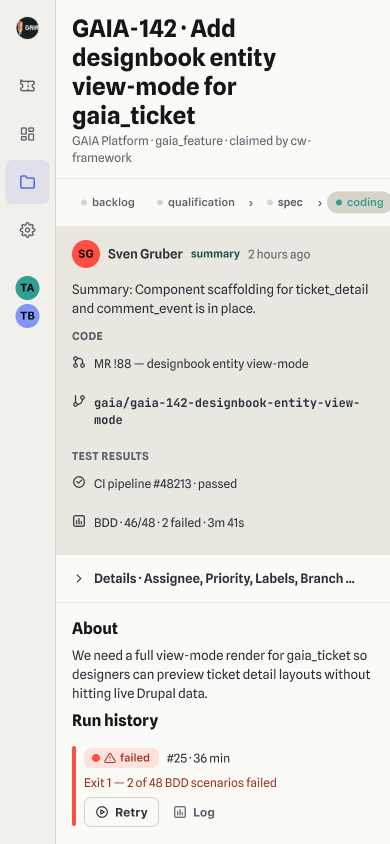 GAIA
GAIA-142 · Add
designbook entity
view-mode for
gaia_ticket
GAIA Platform · gaia_feature · claimed by cw-
framework
backlog qualification › spec › coding
SG Sven Gruber summary 2 hours ago
Summary: Component scaffolding for ticket_detail
and comment_event is in place.
CODE
MR !88 — designbook entity view-mode
gaia/gaia-142-designbook-entity-view-
mode
TEST RESULTS
CI pipeline #48213 · passed
BDD · 46/48 · 2 failed · 3m 41s
Details · Assignee, Priority, Labels, Branch ...
About
We need a full view-mode render for gaia_ticket so
designers can preview ticket detail layouts without
hitting live Drupal data.
Run history
failed #25 · 36 min
Exit 1 — 2 of 48 BDD scenarios failed
Retry Log
TA
TB